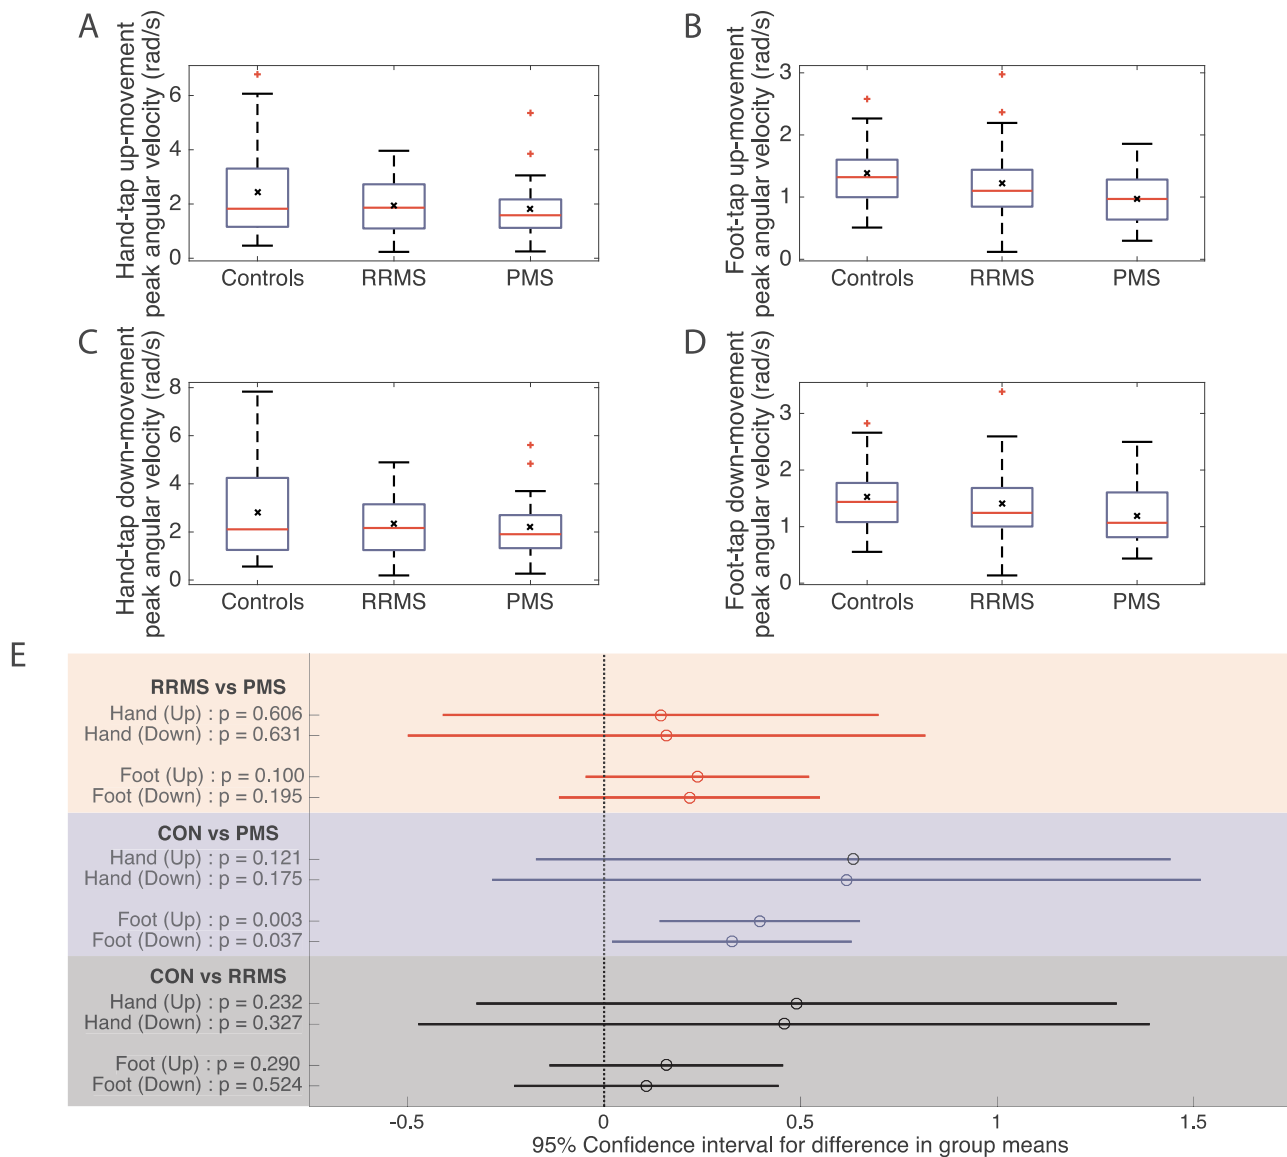 A
Hand-tap up-movement
peak angular velocity (rad/s)
6
4
2
0
Controls
RRMS
PMS
B
Foot-tap up-movement
peak angular velocity (rad/s)
3
2
1
0
Controls
RRMS
PMS
C
Hand-tap down-movement
peak angular velocity (rad/s)
8
6
4
2
0
Controls
RRMS
PMS
D
Foot-tap down-movement
peak angular velocity (rad/s)
3
2
1
0
Controls
RRMS
PMS
E
RRMS vs PMS
Hand (Up) : p = 0.606
Hand (Down) : p = 0.631
Foot (Up) : p = 0.100
Foot (Down) : p = 0.195
CON vs PMS
Hand (Up) : p = 0.121
Hand (Down) : p = 0.175
Foot (Up) : p = 0.003
Foot (Down) : p = 0.037
CON vs RRMS
Hand (Up) : p = 0.232
Hand (Down) : p = 0.327
Foot (Up) : p = 0.290
Foot (Down) : p = 0.524
-0.5
0
0.5
1
1.5
95% Confidence interval for difference in group means